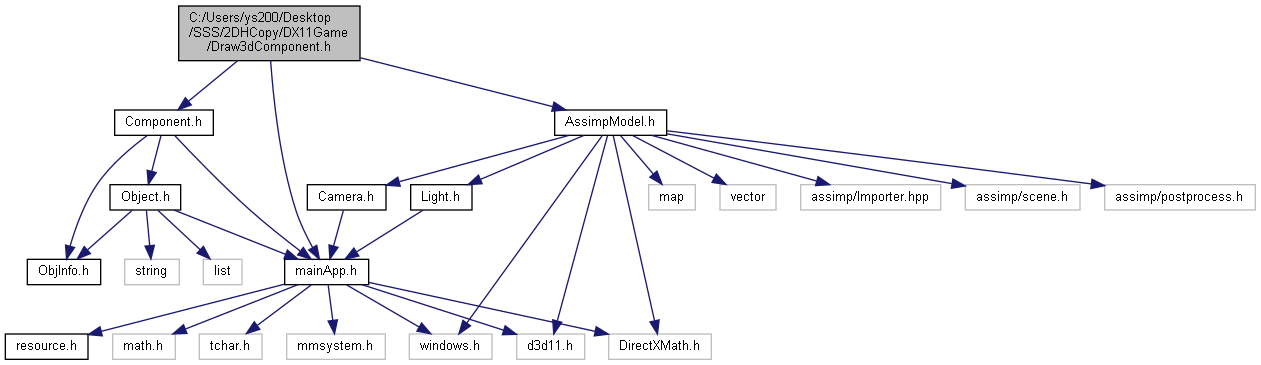 C:/Users/ys200/Desktop
/SSS/2DHCopy/DX11Game
/Draw3dComponent.h
Component.h
AssimpModel.h
Object.h
Camera.h
Light.h
map
vector
assimp/Importer.hpp
assimp/scene.h
assimp/postprocess.h
ObjInfo.h
string
list
mainApp.h
resource.h
math.h
tchar.h
mmsystem.h
windows.h
d3d11.h
DirectXMath.h